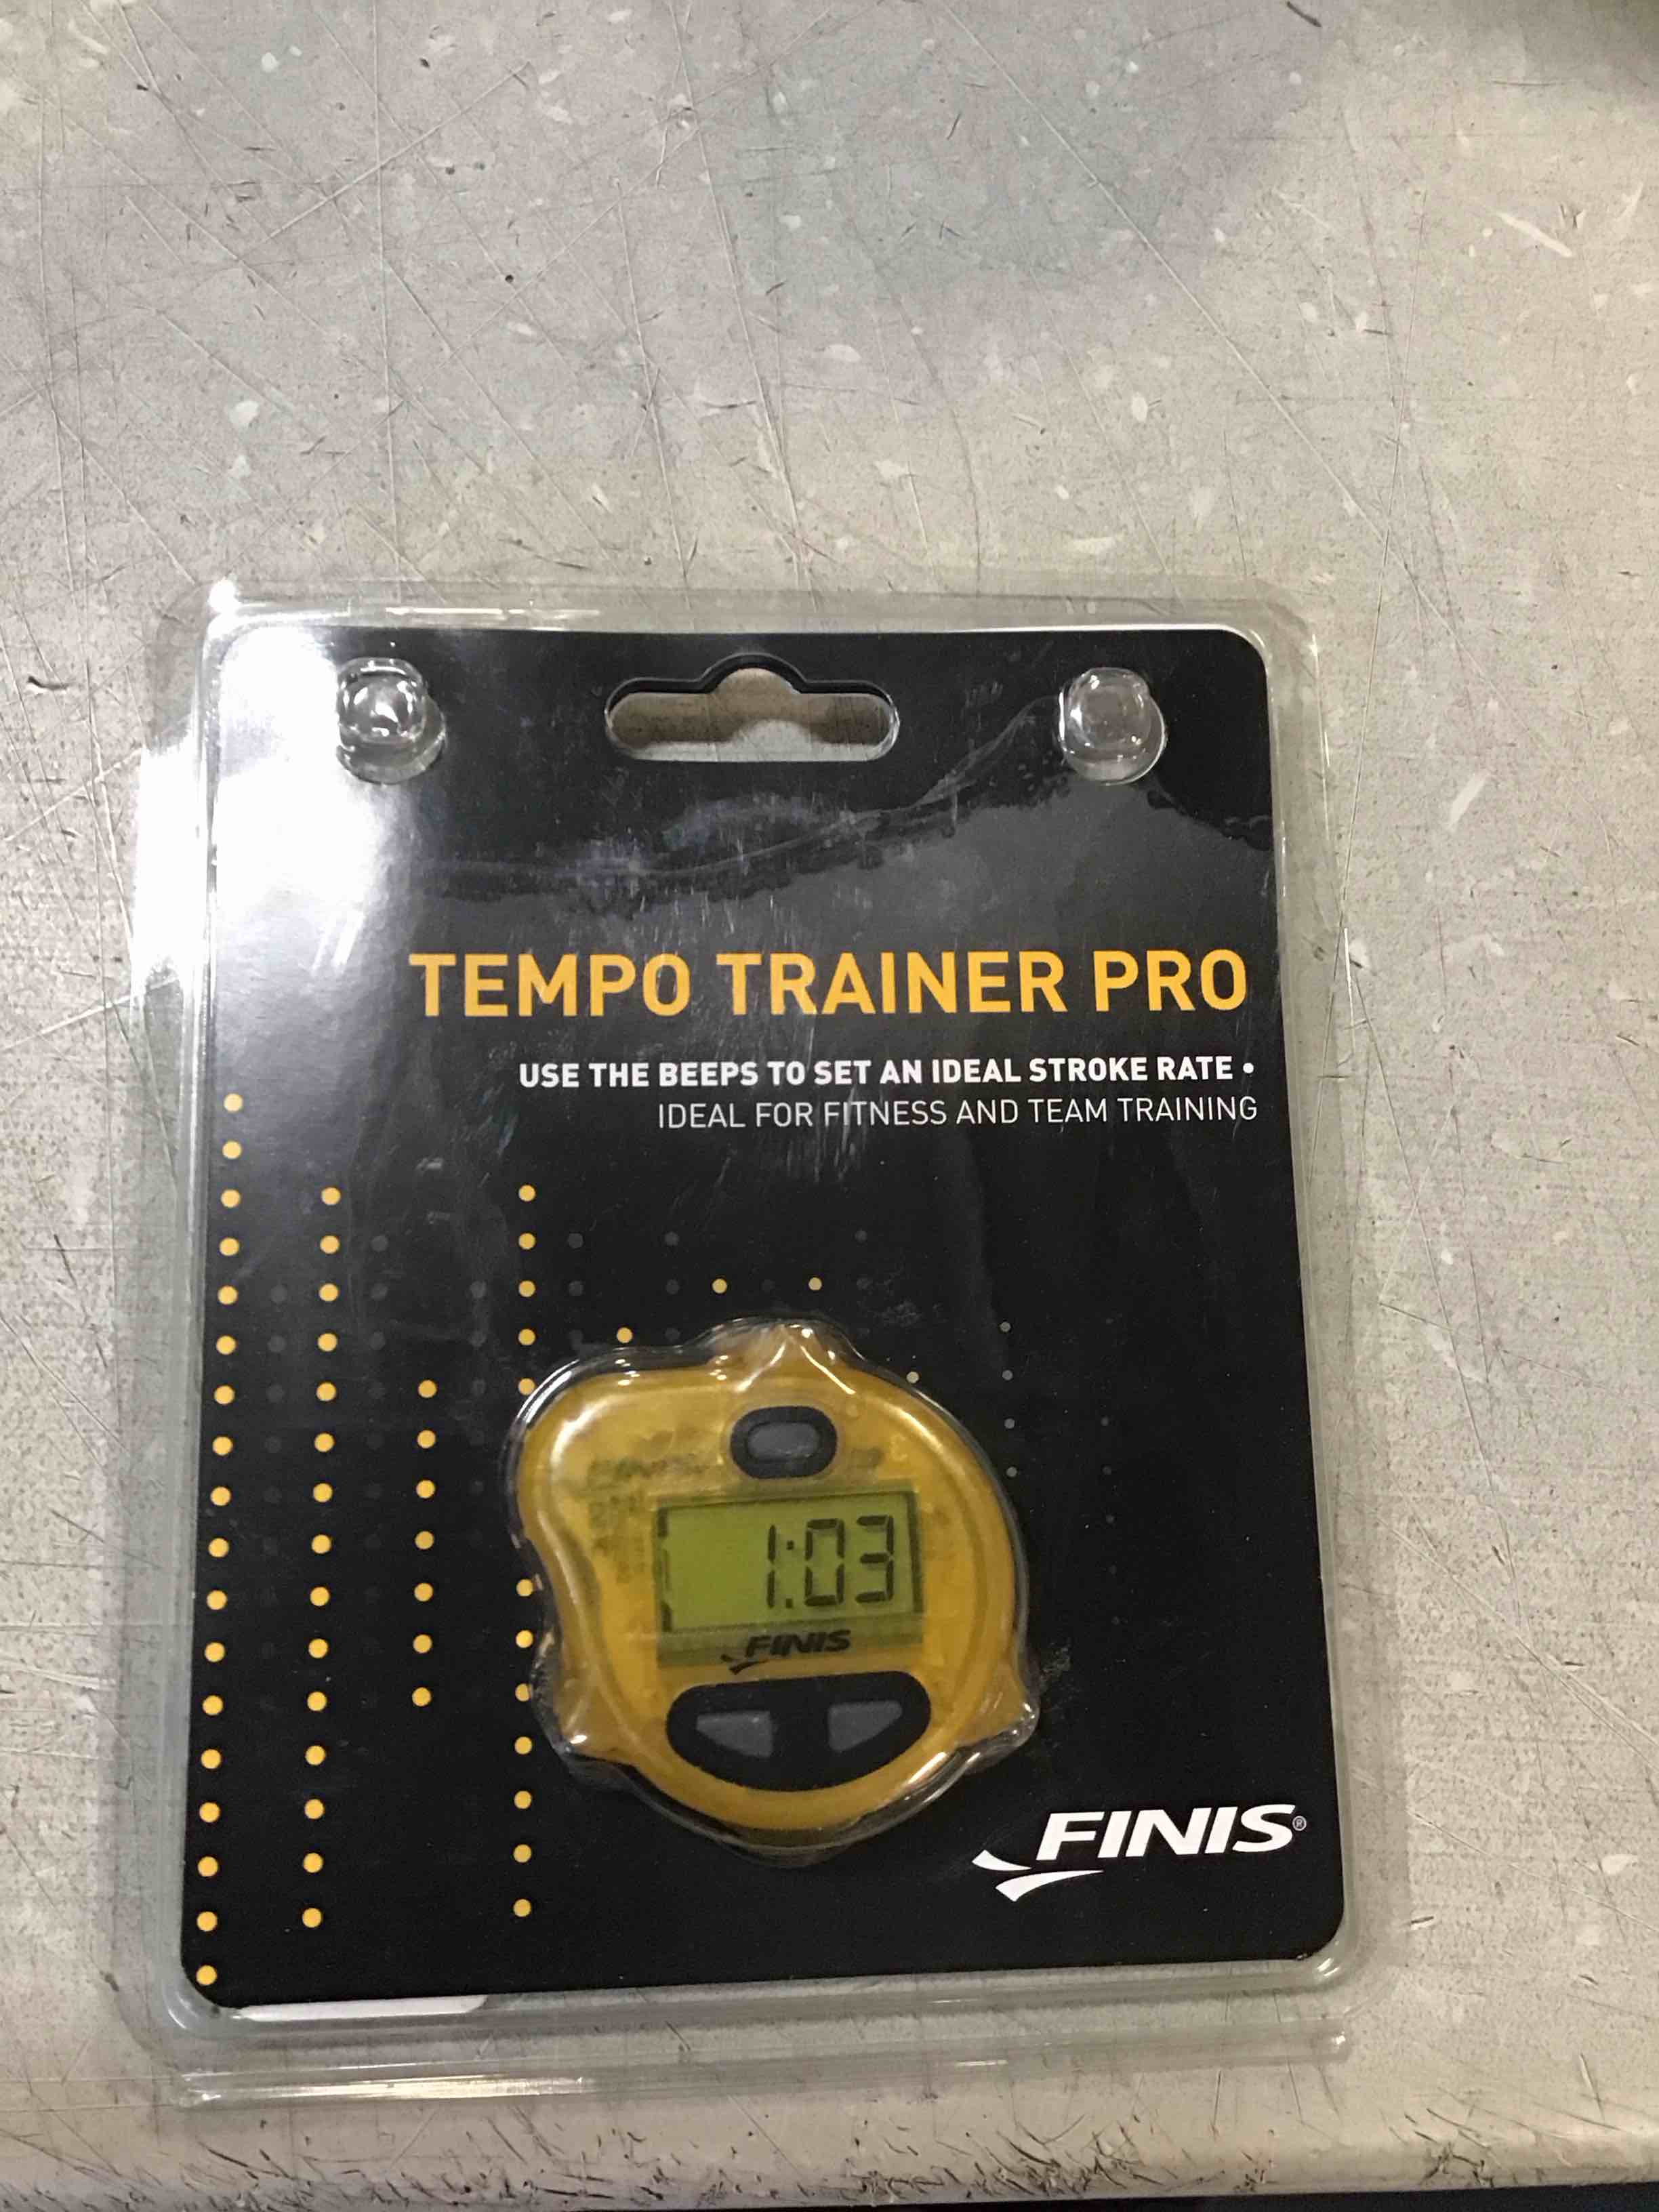 TEMPO TRAINER PRO
USE THE BEEPS TO SET AN IDEAL STROKE RATE •
IDEAL FOR FITNESS AND TEAM TRAINING
1:03
FINIS
FINIS®